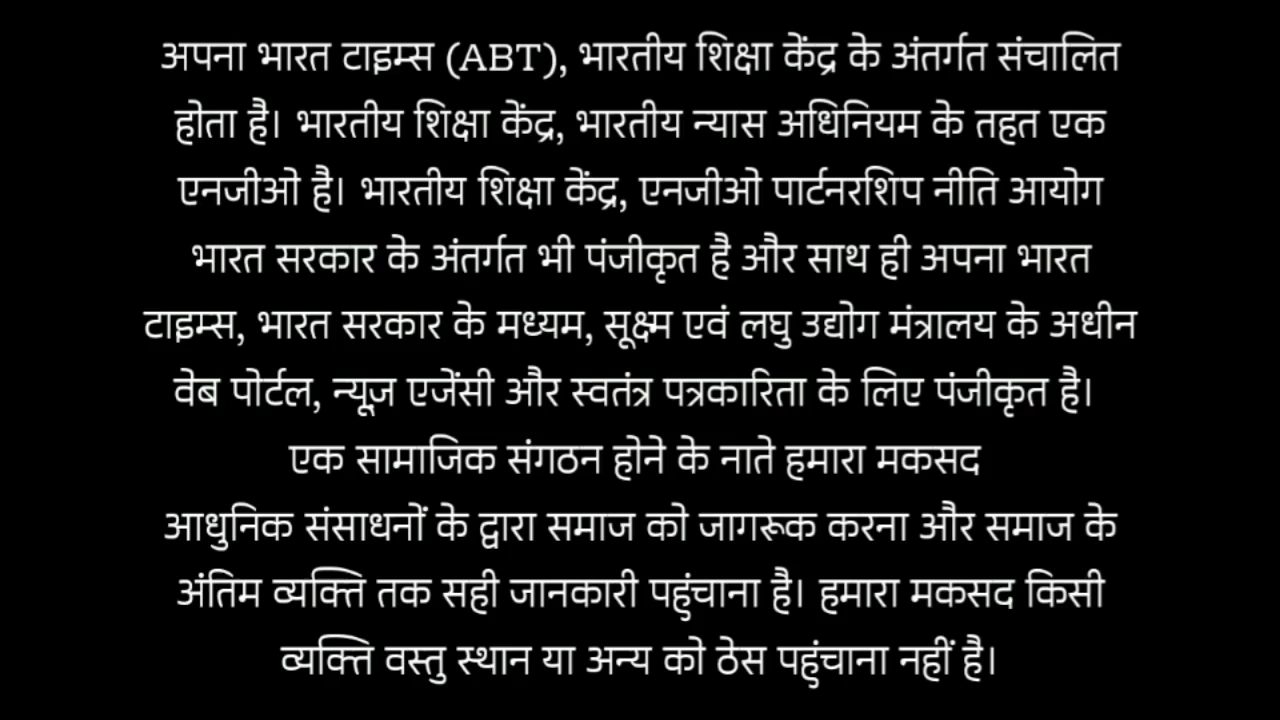 अपना भारत टाइम्स (ABT), भारतीय शिक्षा केंद्र के अंतर्गत संचालित
होता है। भारतीय शिक्षा केंद्र, भारतीय न्यास अधिनियम के तहत एक
एनजीओ है। भारतीय शिक्षा केंद्र, एनजीओ पार्टनरशिप नीति आयोग
भारत सरकार के अंतर्गत भी पंजीकृत है और साथ ही अपना भारत
टाइम्स, भारत सरकार के मध्यम, सूक्ष्म एवं लघु उद्योग मंत्रालय के अधीन
वेब पोर्टल, न्यूज़ एजेंसी और स्वतंत्र पत्रकारिता के लिए पंजीकृत है।
एक सामाजिक संगठन होने के नाते हमारा मकसद
आधुनिक संसाधनों के द्वारा समाज को जागरूक करना और समाज के
अंतिम व्यक्ति तक सही जानकारी पहुंचाना है। हमारा मकसद किसी
व्यक्ति वस्तु स्थान या अन्य को ठेस पहुंचाना नहीं है।